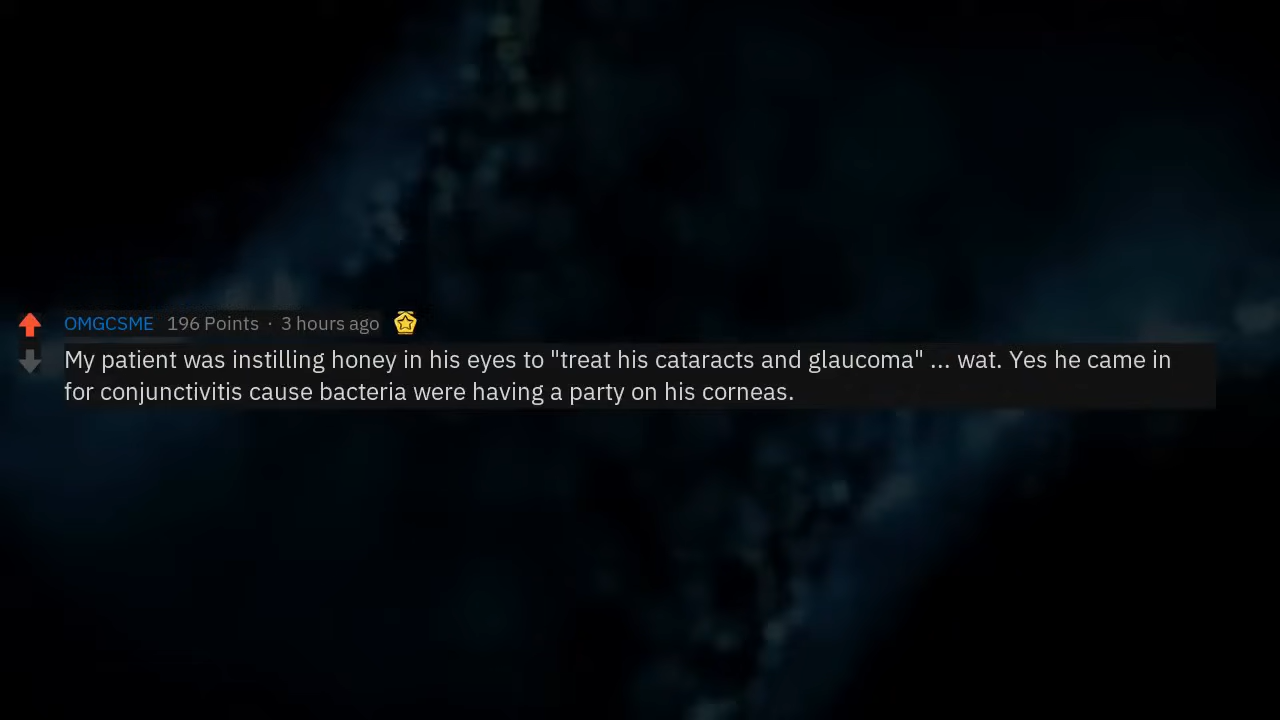 OMGCSME 196 Points · 3 hours ago
My patient was instilling honey in his eyes to "treat his cataracts and glaucoma" ... wat. Yes he came in
for conjunctivitis cause bacteria were having a party on his corneas.